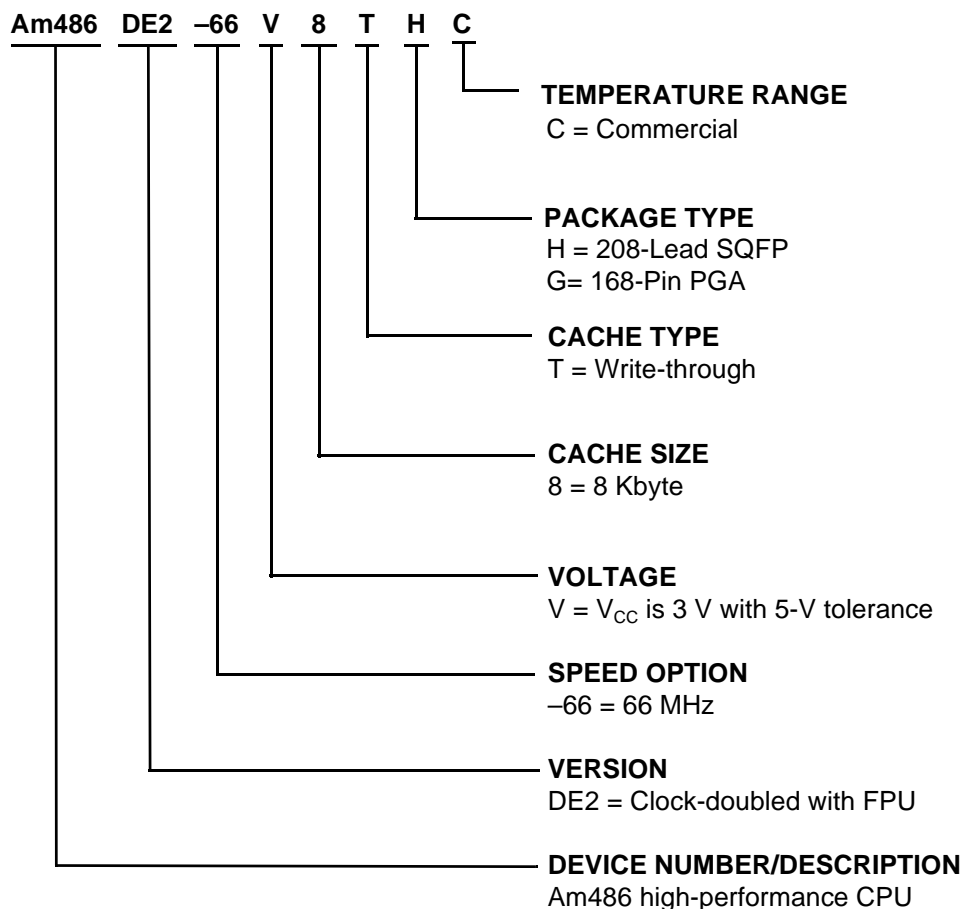 Am486 DE2 –66 V 8 T H C
TEMPERATURE RANGE
C = Commercial
PACKAGE TYPE
H = 208-Lead SQFP
G= 168-Pin PGA
CACHE TYPE
T = Write-through
CACHE SIZE
8 = 8 Kbyte
VOLTAGE
V = VCC is 3 V with 5-V tolerance
SPEED OPTION
–66 = 66 MHz
VERSION
DE2 = Clock-doubled with FPU
DEVICE NUMBER/DESCRIPTION
Am486 high-performance CPU